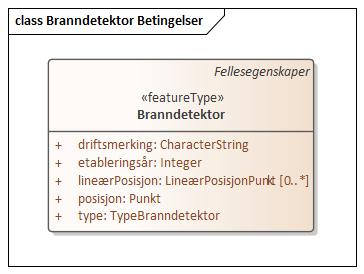 class Branndetektor Betingelser
Fellesegenskaper
«featureType»
Branndetektor
+ driftsmerking: CharacterString
+ etableringsår: Integer
+ lineærPosisjon: LineærPosisjonPunkt [0..*]
+ posisjon: Punkt
+ type: TypeBranndetektor